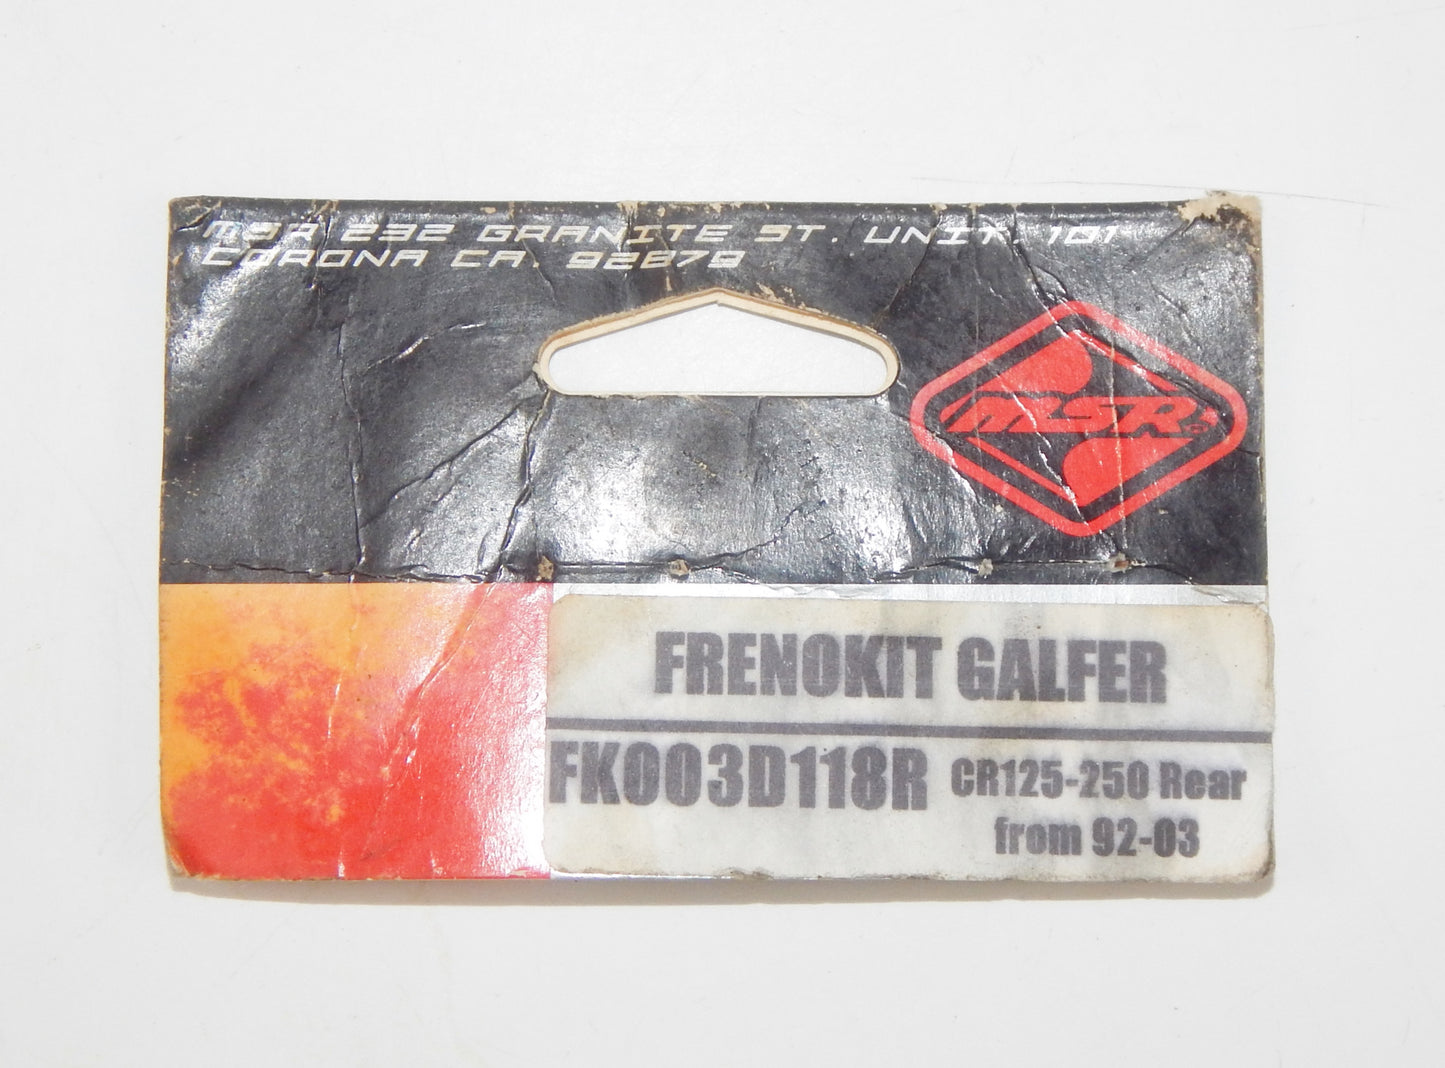 MSR 232 GRANITE ST. UNIT. 101
CORONA CA. 92879
MSR
FRENOKIT GALFER
FK003D118R CR125-250 Rear
from 92-03